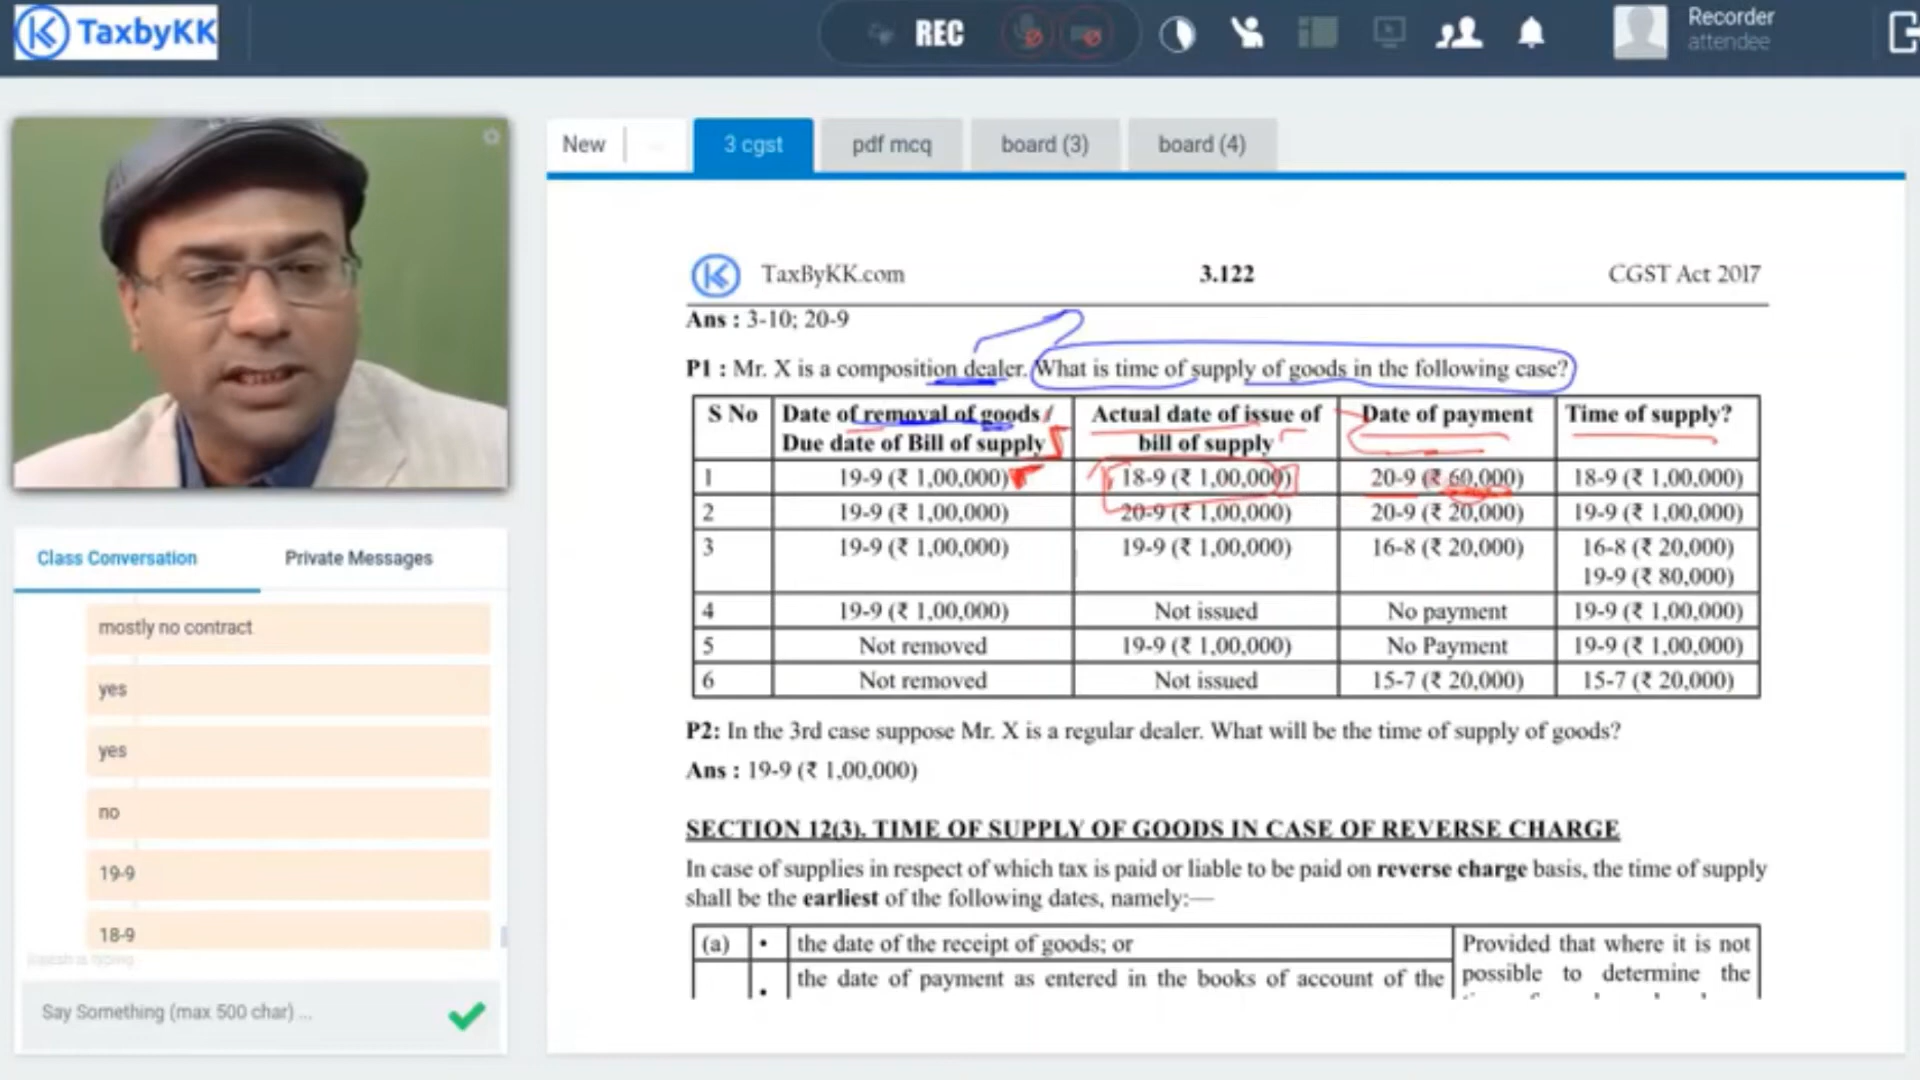 TaxbyKK
REC
Recorder
attendee
New
3 cgst
pdf mcq
board (3)
board (4)
TaxByKK.com 3.122 CGST Act 2017
Ans : 3-10; 20-9
P1 : Mr. X is a composition dealer. What is time of supply of goods in the following case?
S No | Date of removal of goods/ Due date of Bill of supply | Actual date of issue of bill of supply | Date of payment | Time of supply?
1 | 19-9 (₹ 1,00,000) | 18-9 (₹ 1,00,000) | 20-9 (₹ 60,000) | 18-9 (₹ 1,00,000)
2 | 19-9 (₹ 1,00,000) | 20-9 (₹ 1,00,000) | 20-9 (₹ 20,000) | 19-9 (₹ 1,00,000)
3 | 19-9 (₹ 1,00,000) | 19-9 (₹ 1,00,000) | 16-8 (₹ 20,000) | 16-8 (₹ 20,000)
19-9 (₹ 80,000)
4 | 19-9 (₹ 1,00,000) | Not issued | No payment | 19-9 (₹ 1,00,000)
5 | Not removed | 19-9 (₹ 1,00,000) | No Payment | 19-9 (₹ 1,00,000)
6 | Not removed | Not issued | 15-7 (₹ 20,000) | 15-7 (₹ 20,000)
P2: In the 3rd case suppose Mr. X is a regular dealer. What will be the time of supply of goods?
Ans : 19-9 (₹ 1,00,000)
SECTION 12(3). TIME OF SUPPLY OF GOODS IN CASE OF REVERSE CHARGE
In case of supplies in respect of which tax is paid or liable to be paid on reverse charge basis, the time of supply
shall be the earliest of the following dates, namely:—
(a) • the date of the receipt of goods; or
• the date of payment as entered in the books of account of the
Provided that where it is not
possible to determine the
Class Conversation
Private Messages
mostly no contract
yes
yes
no
19-9
18-9
is typing
Say Something (max 500 char) ...